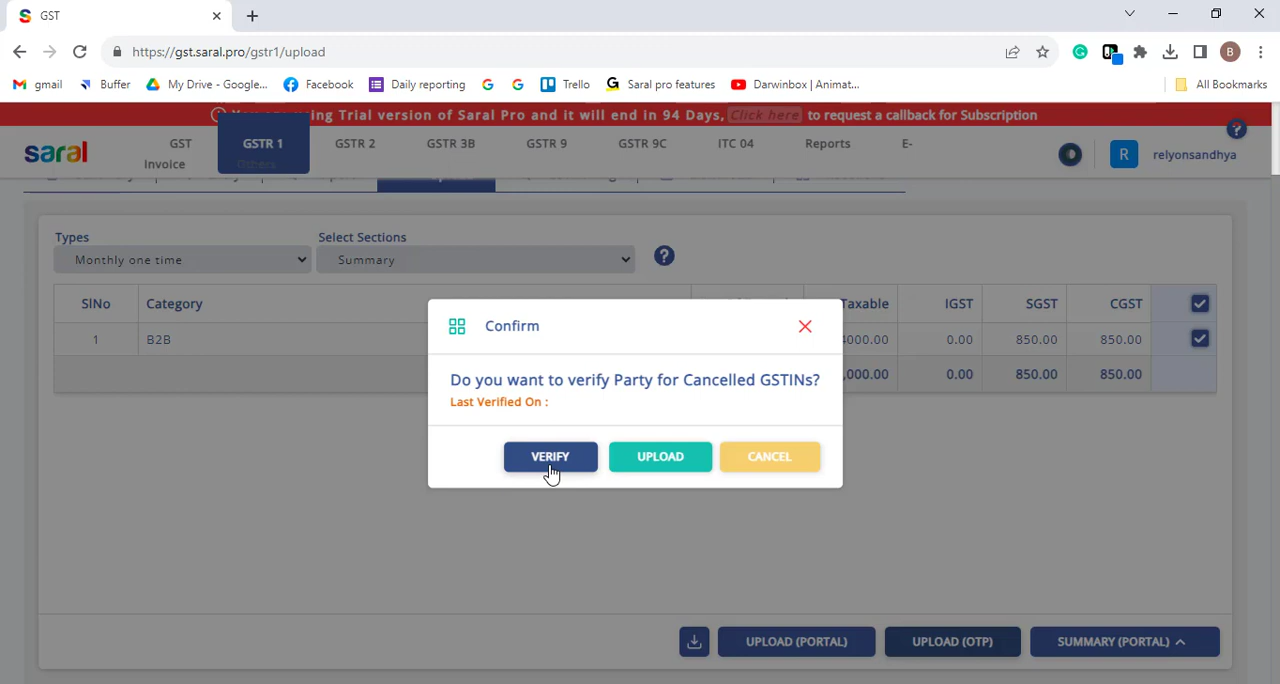 GST
https://gst.saral.pro/gstr1/upload
B
gmail
Buffer
My Drive - Google...
Facebook
Daily reporting
Trello
Saral pro features
Darwinbox | Animat...
All Bookmarks
ing Trial version of Saral Pro and it will end in 94 Days, Click here to request a callback for Subscription
saral
GST
GSTR 1
GSTR 2
GSTR 3B
GSTR 9
GSTR 9C
ITC 04
Reports
E-
Invoice
Others
R
relyonsandhya
Types
Select Sections
Monthly one time
Summary
SlNo
Category
Taxable
IGST
SGST
CGST
1
B2B
4000.00
0.00
850.00
850.00
,000.00
0.00
850.00
850.00
Confirm
Do you want to verify Party for Cancelled GSTINs?
Last Verified On :
VERIFY
UPLOAD
CANCEL
UPLOAD (PORTAL)
UPLOAD (OTP)
SUMMARY (PORTAL)